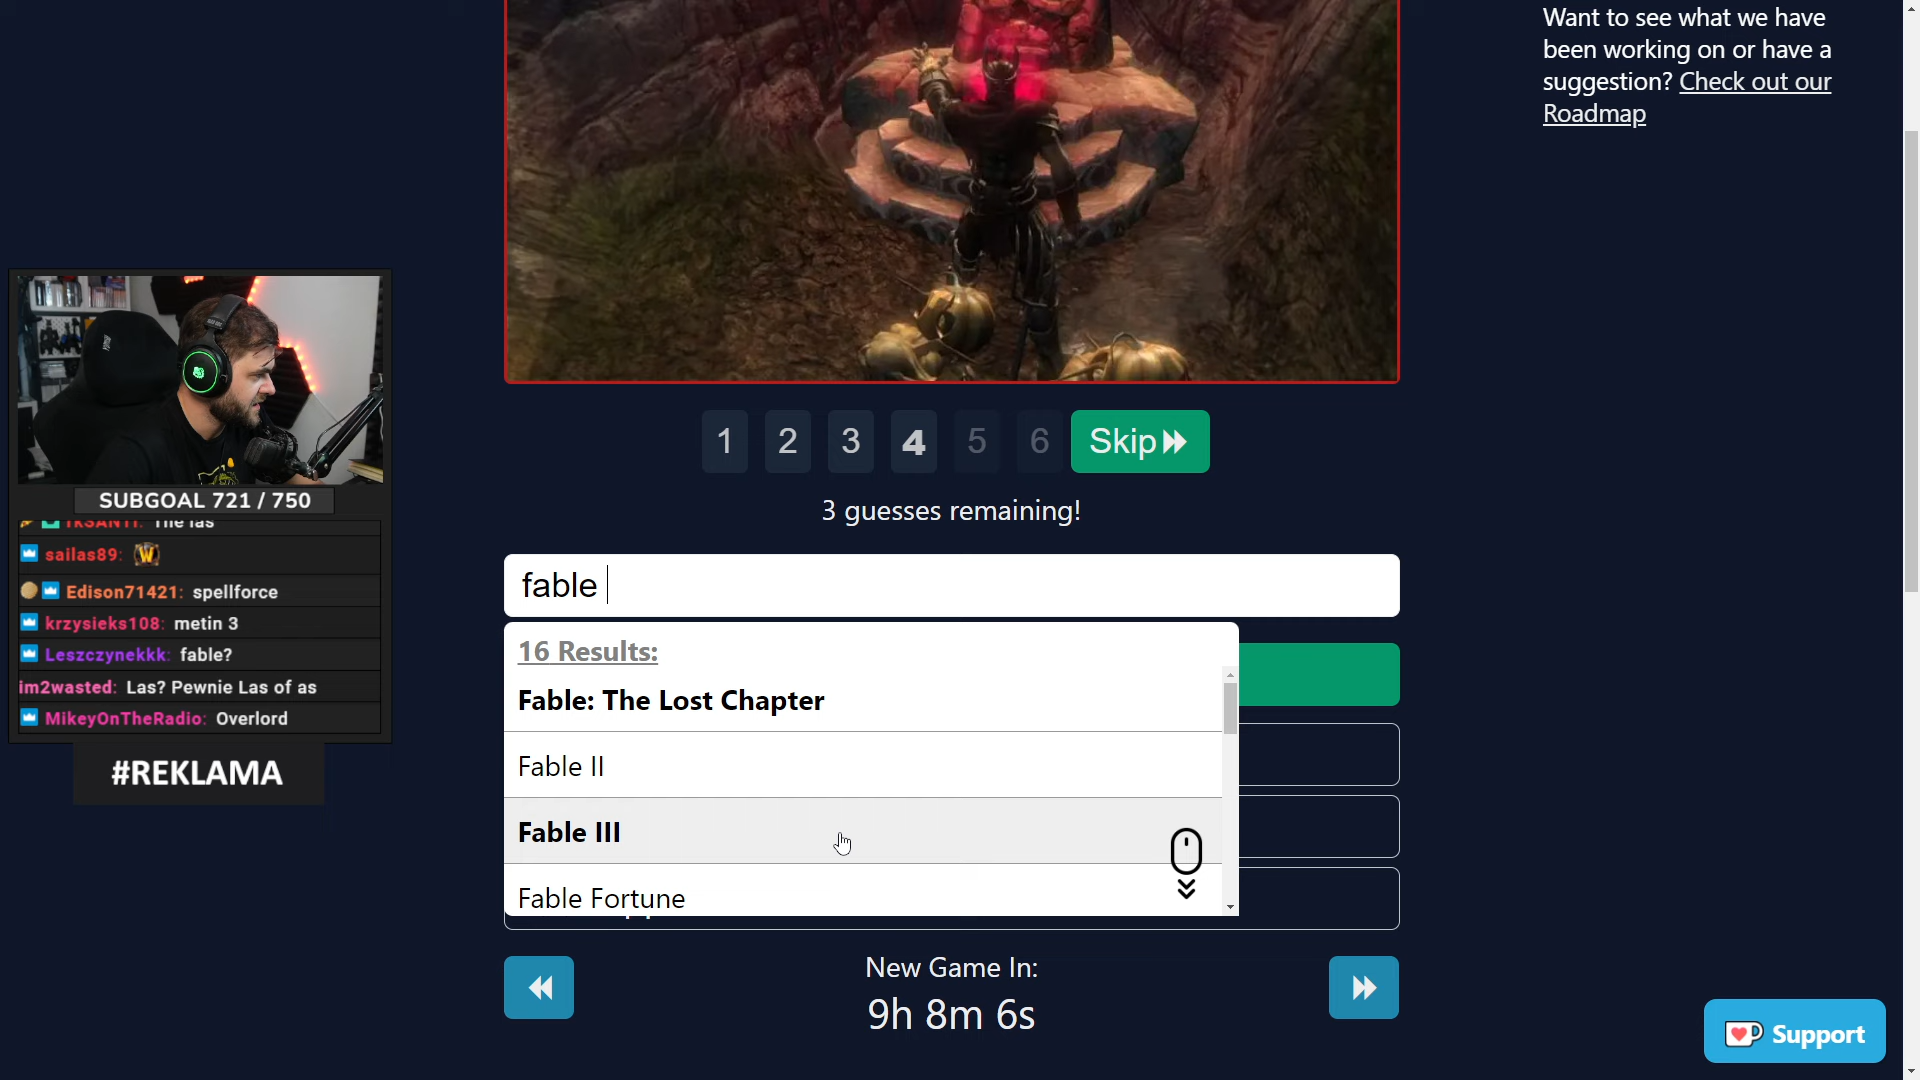 Want to see what we have
been working on or have a
suggestion? Check out our
Roadmap
1 2 3 4 5 6 Skip
3 guesses remaining!
fable
16 Results:
Fable: The Lost Chapter
Fable II
Fable III
Fable Fortune
New Game In:
9h 8m 6s
Support
SUBGOAL 721 / 750
TKSANTI: The las
sailas89:
Edison71421: spellforce
krzysieks108: metin 3
Leszczynekkk: fable?
im2wasted: Las? Pewnie Las of as
MikeyOnTheRadio: Overlord
#REKLAMA